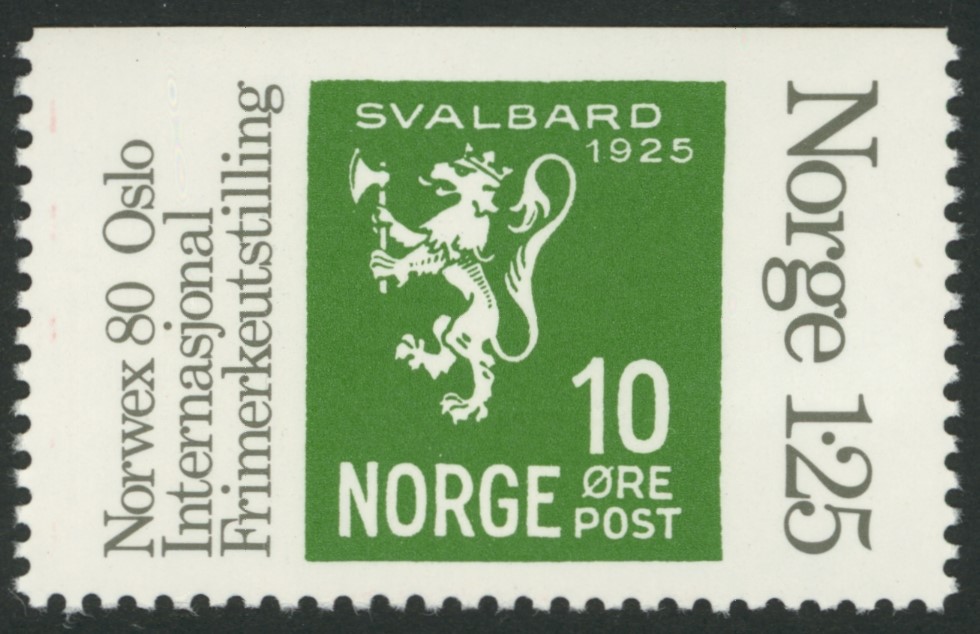 Norwex 80 Oslo
Internasjonal
Frimerkeutstilling
SVALBARD
1925
10
NORGE
ØRE
POST
Norge 1.25